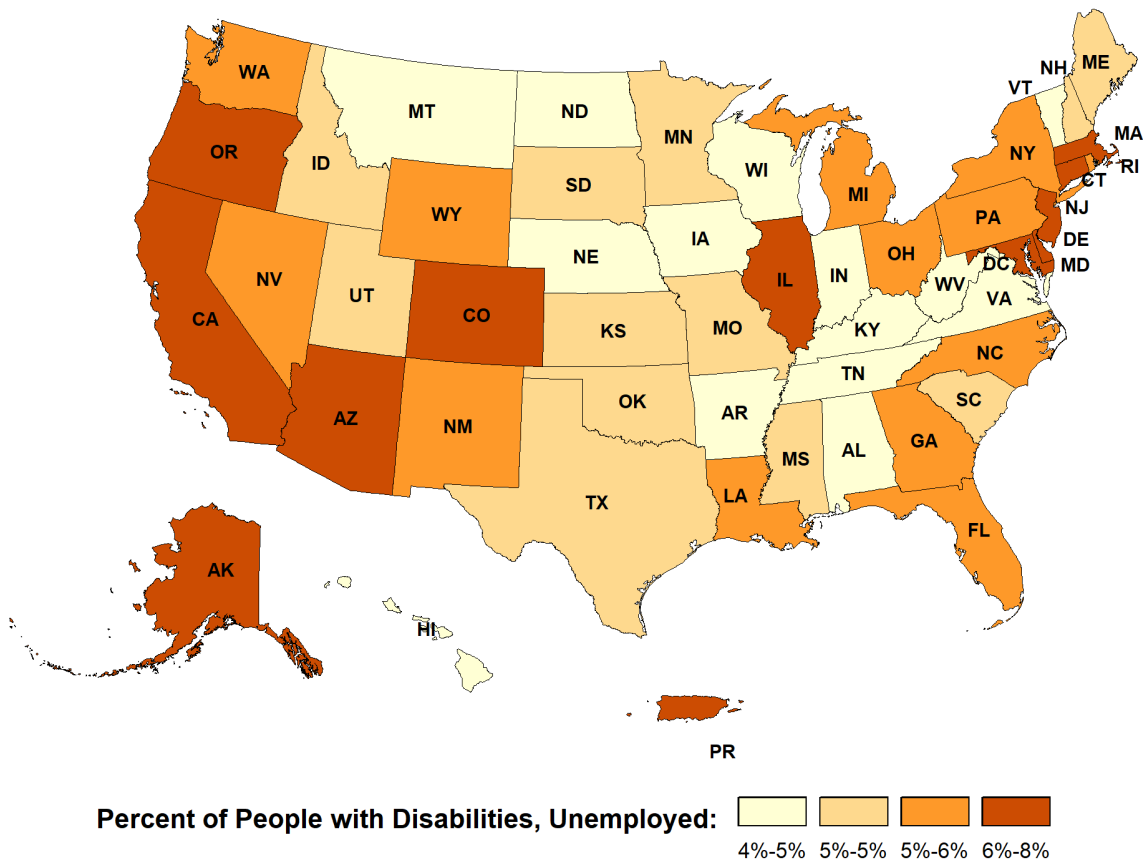 WA
MT
ND
MN
VT
NH
ME
OR
ID
SD
WI
MI
NY
MA
RI
CT
WY
IA
PA
NJ
NE
OH
DE
NV
UT
CO
IL
IN
WV
DC
MD
VA
CA
KS
MO
KY
NC
TN
AZ
NM
OK
AR
SC
MS
AL
GA
TX
LA
FL
AK
HI
PR
Percent of People with Disabilities, Unemployed:
4%-5% 5%-5% 5%-6% 6%-8%